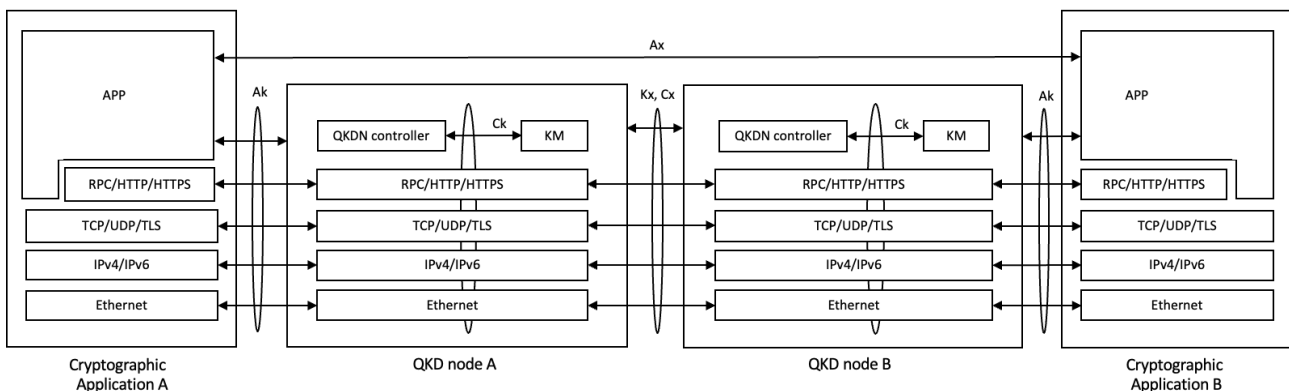 Ax
APP
Ak
Kx, Cx
Ak
APP
QKDN controller
Ck
KM
QKDN controller
Ck
KM
RPC/HTTP/HTTPS
RPC/HTTP/HTTPS
RPC/HTTP/HTTPS
RPC/HTTP/HTTPS
TCP/UDP/TLS
TCP/UDP/TLS
TCP/UDP/TLS
TCP/UDP/TLS
IPv4/IPv6
IPv4/IPv6
IPv4/IPv6
IPv4/IPv6
Ethernet
Ethernet
Ethernet
Ethernet
Cryptographic
Application A
QKD node A
QKD node B
Cryptographic
Application B